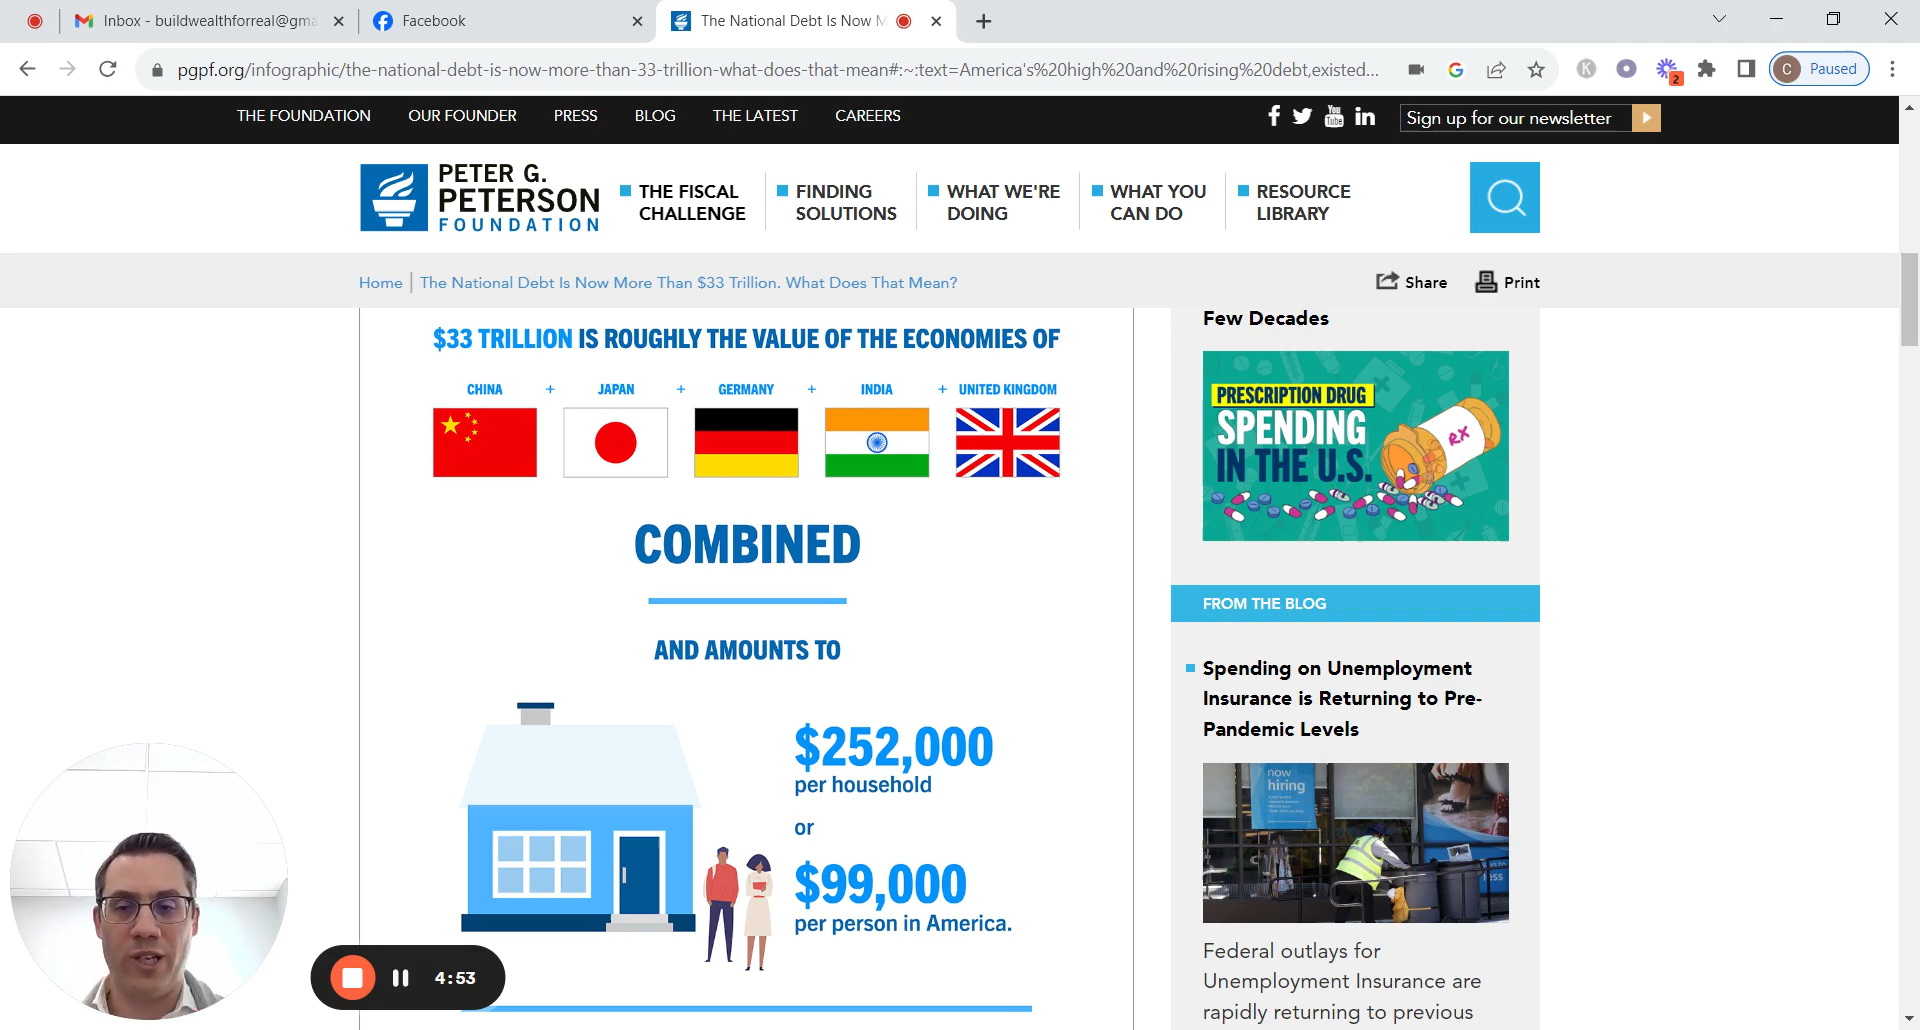 Inbox - buildwealthforreal@gma
Facebook
The National Debt Is Now M
pgpf.org/infographic/the-national-debt-is-now-more-than-33-trillion-what-does-that-mean#:~:text=America's%20high%20and%20rising%20debt,existed...
K
2
C Paused
THE FOUNDATION OUR FOUNDER PRESS BLOG THE LATEST CAREERS
You Tube
in
Sign up for our newsletter
PETER G.
PETERSON
FOUNDATION
THE FISCAL
CHALLENGE
FINDING
SOLUTIONS
WHAT WE'RE
DOING
WHAT YOU
CAN DO
RESOURCE
LIBRARY
Home | The National Debt Is Now More Than $33 Trillion. What Does That Mean?
Share Print
$33 TRILLION IS ROUGHLY THE VALUE OF THE ECONOMIES OF
CHINA + JAPAN + GERMANY + INDIA + UNITED KINGDOM
COMBINED
AND AMOUNTS TO
$252,000
per household
or
$99,000
per person in America.
Few Decades
PRESCRIPTION DRUG
SPENDING
IN THE U.S.
RX
FROM THE BLOG
Spending on Unemployment
Insurance is Returning to Pre-
Pandemic Levels
now
hiring
Federal outlays for
Unemployment Insurance are
rapidly returning to previous
4:53